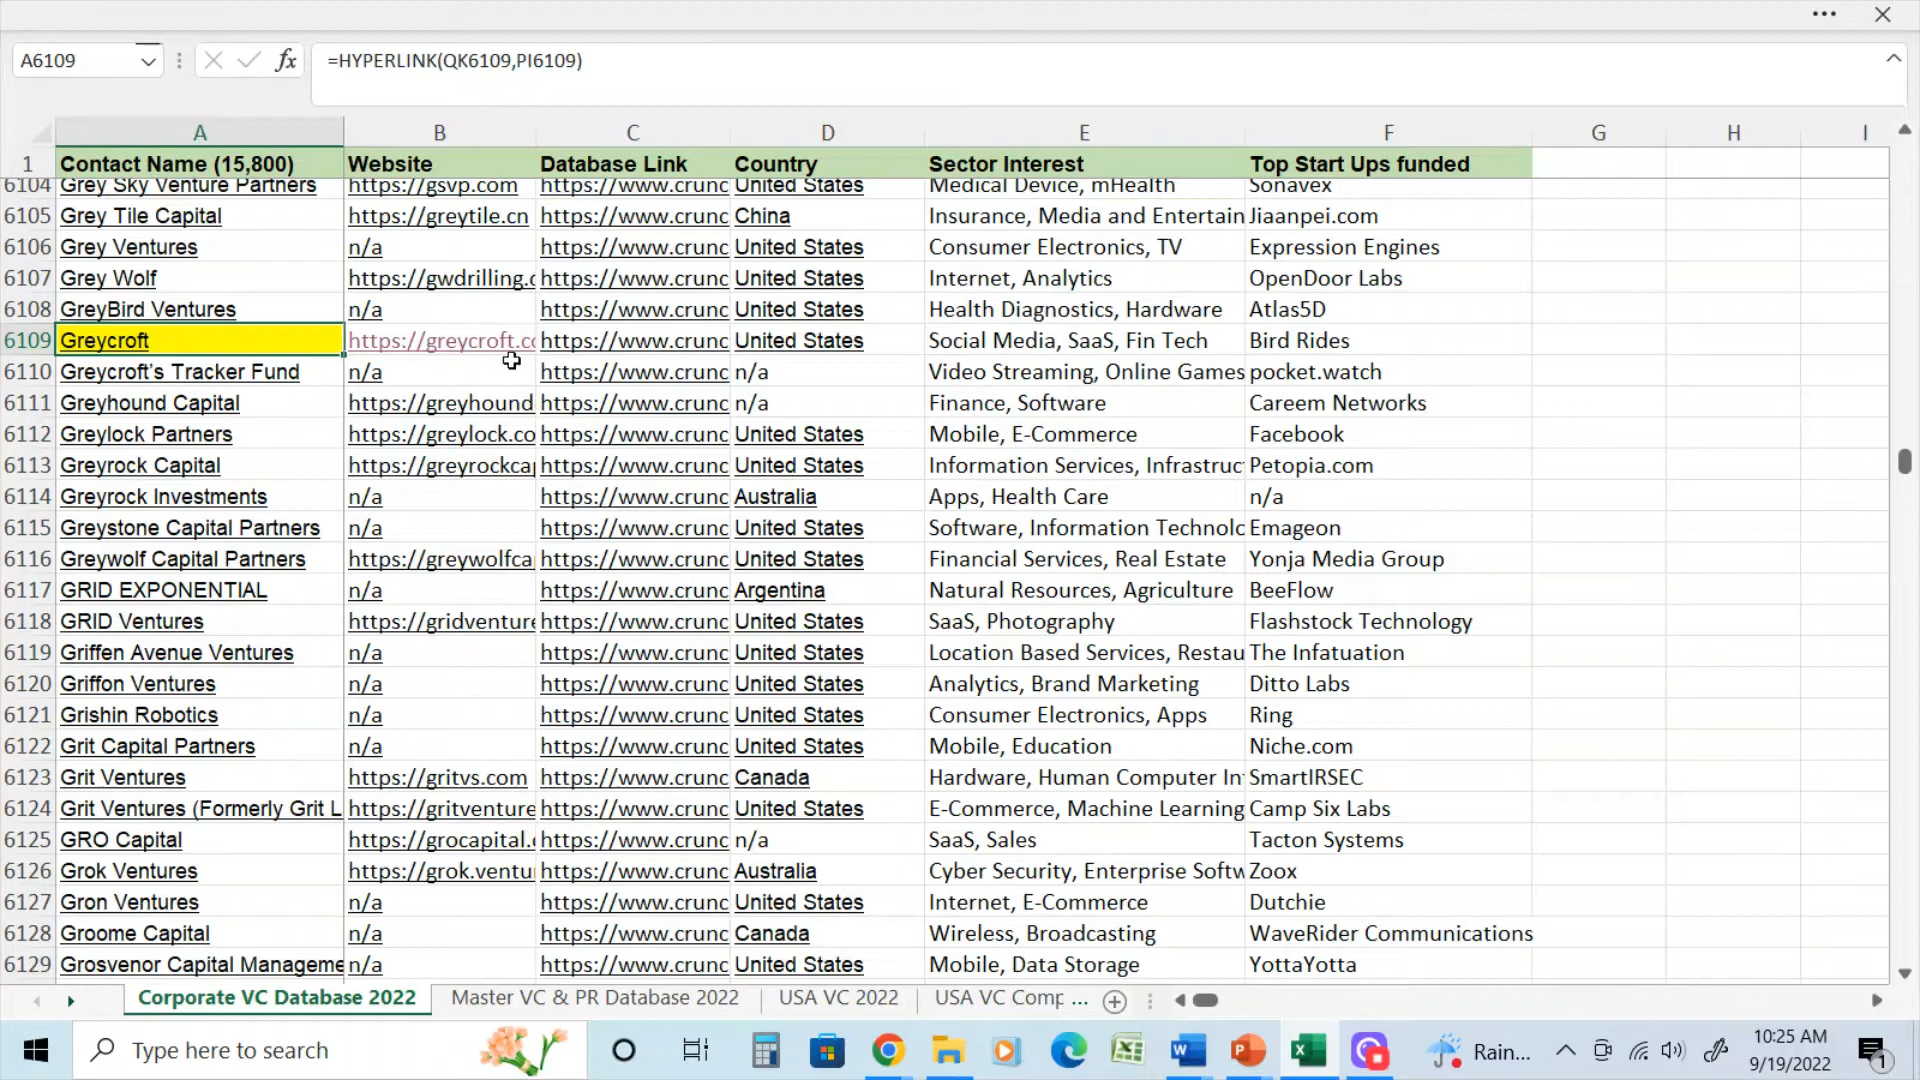 A6109 fx =HYPERLINK(QK6109,PI6109)
A B C D E F G H I
1 Contact Name (15,800) Website Database Link Country Sector Interest Top Start Ups funded
6104 Grey Sky Venture Partners https://gsvp.com https://www.crunc United States Medical Device, mHealth Sonavex
6105 Grey Tile Capital https://greytile.cn https://www.crunc China Insurance, Media and Entertain Jiaanpei.com
6106 Grey Ventures n/a https://www.crunc United States Consumer Electronics, TV Expression Engines
6107 Grey Wolf https://gwdrilling.c https://www.crunc United States Internet, Analytics OpenDoor Labs
6108 GreyBird Ventures n/a https://www.crunc United States Health Diagnostics, Hardware Atlas5D
6109 Greycroft https://greycroft.co https://www.crunc United States Social Media, SaaS, Fin Tech Bird Rides
6110 Greycroft's Tracker Fund n/a https://www.crunc n/a Video Streaming, Online Games pocket.watch
6111 Greyhound Capital https://greyhound https://www.crunc n/a Finance, Software Careem Networks
6112 Greylock Partners https://greylock.co https://www.crunc United States Mobile, E-Commerce Facebook
6113 Greyrock Capital https://greyrockcap https://www.crunc United States Information Services, Infrastruc Petopia.com
6114 Greyrock Investments n/a https://www.crunc Australia Apps, Health Care n/a
6115 Greystone Capital Partners n/a https://www.crunc United States Software, Information Technolo Emageon
6116 Greywolf Capital Partners https://greywolfca https://www.crunc United States Financial Services, Real Estate Yonja Media Group
6117 GRID EXPONENTIAL n/a https://www.crunc Argentina Natural Resources, Agriculture BeeFlow
6118 GRID Ventures https://gridventure https://www.crunc United States SaaS, Photography Flashstock Technology
6119 Griffen Avenue Ventures n/a https://www.crunc United States Location Based Services, Restau The Infatuation
6120 Griffon Ventures n/a https://www.crunc United States Analytics, Brand Marketing Ditto Labs
6121 Grishin Robotics n/a https://www.crunc United States Consumer Electronics, Apps Ring
6122 Grit Capital Partners n/a https://www.crunc United States Mobile, Education Niche.com
6123 Grit Ventures https://gritvs.com https://www.crunc Canada Hardware, Human Computer Int SmartIRSEC
6124 Grit Ventures (Formerly Grit L https://gritventure https://www.crunc United States E-Commerce, Machine Learning Camp Six Labs
6125 GRO Capital https://grocapital.c https://www.crunc n/a SaaS, Sales Tacton Systems
6126 Grok Ventures https://grok.ventur https://www.crunc Australia Cyber Security, Enterprise Softw Zoox
6127 Gron Ventures n/a https://www.crunc United States Internet, E-Commerce Dutchie
6128 Groome Capital n/a https://www.crunc Canada Wireless, Broadcasting WaveRider Communications
6129 Grosvenor Capital Manageme n/a https://www.crunc United States Mobile, Data Storage YottaYotta
Corporate VC Database 2022 Master VC & PR Database 2022 USA VC 2022 USA VC Comp ...
Type here to search Rain... 10:25 AM
9/19/2022 1